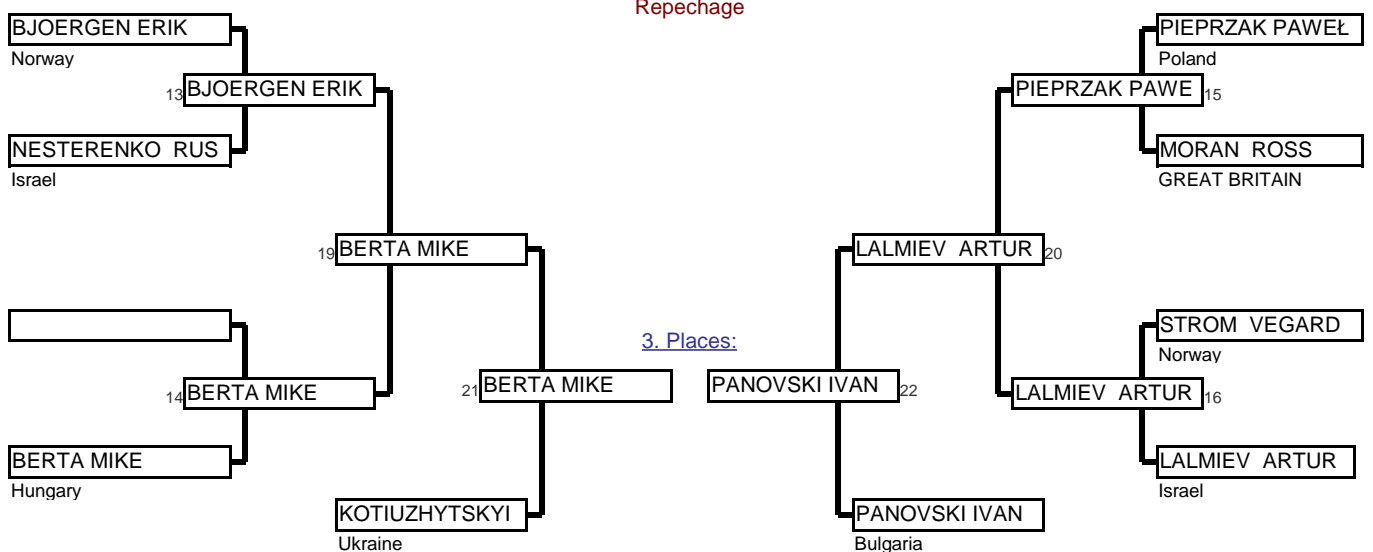 Repechage
BJOERGEN ERIK
Norway
13 BJOERGEN ERIK
NESTERENKO RUS
Israel
19 BERTA MIKE
14 BERTA MIKE
BERTA MIKE
Hungary
21 BERTA MIKE
KOTIUZHYTSKYI
Ukraine
3. Places:
PIEPRZAK PAWEŁ
Poland
PIEPRZAK PAWE 15
MORAN ROSS
GREAT BRITAIN
LALMIEV ARTUR 20
STROM VEGARD
Norway
PANOVSKI IVAN 22
LALMIEV ARTUR 16
LALMIEV ARTUR
Israel
PANOVSKI IVAN
Bulgaria